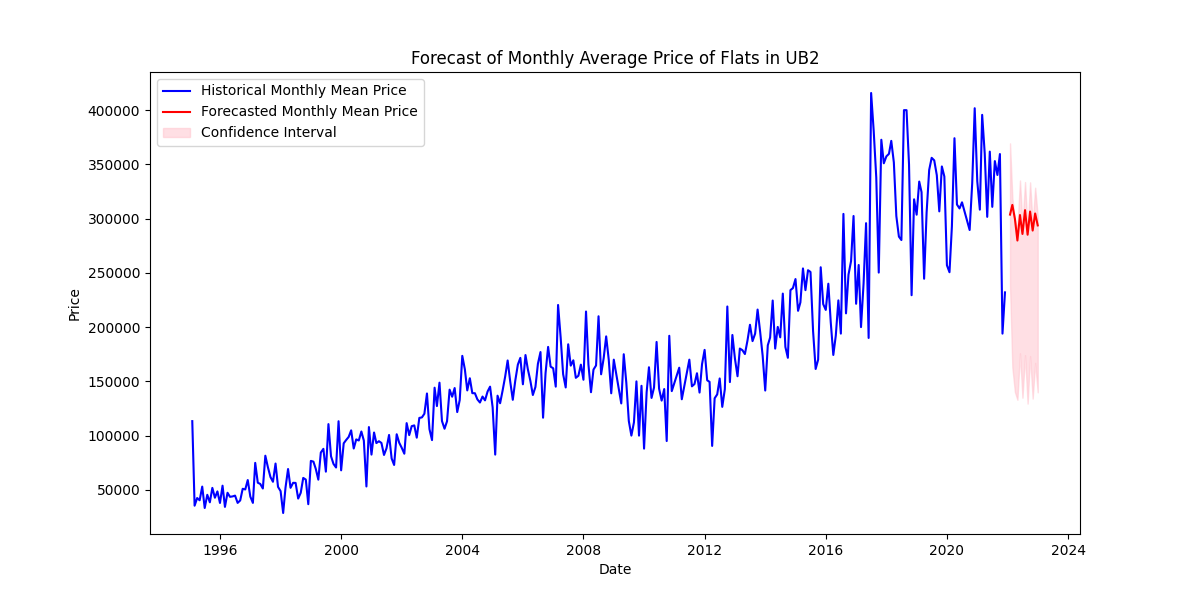 Forecast of Monthly Average Price of Flats in UB2
Historical Monthly Mean Price
Forecasted Monthly Mean Price
Confidence Interval
400000
350000
300000
250000
200000
150000
100000
50000
Price
1996 2000 2004 2008 2012 2016 2020 2024
Date